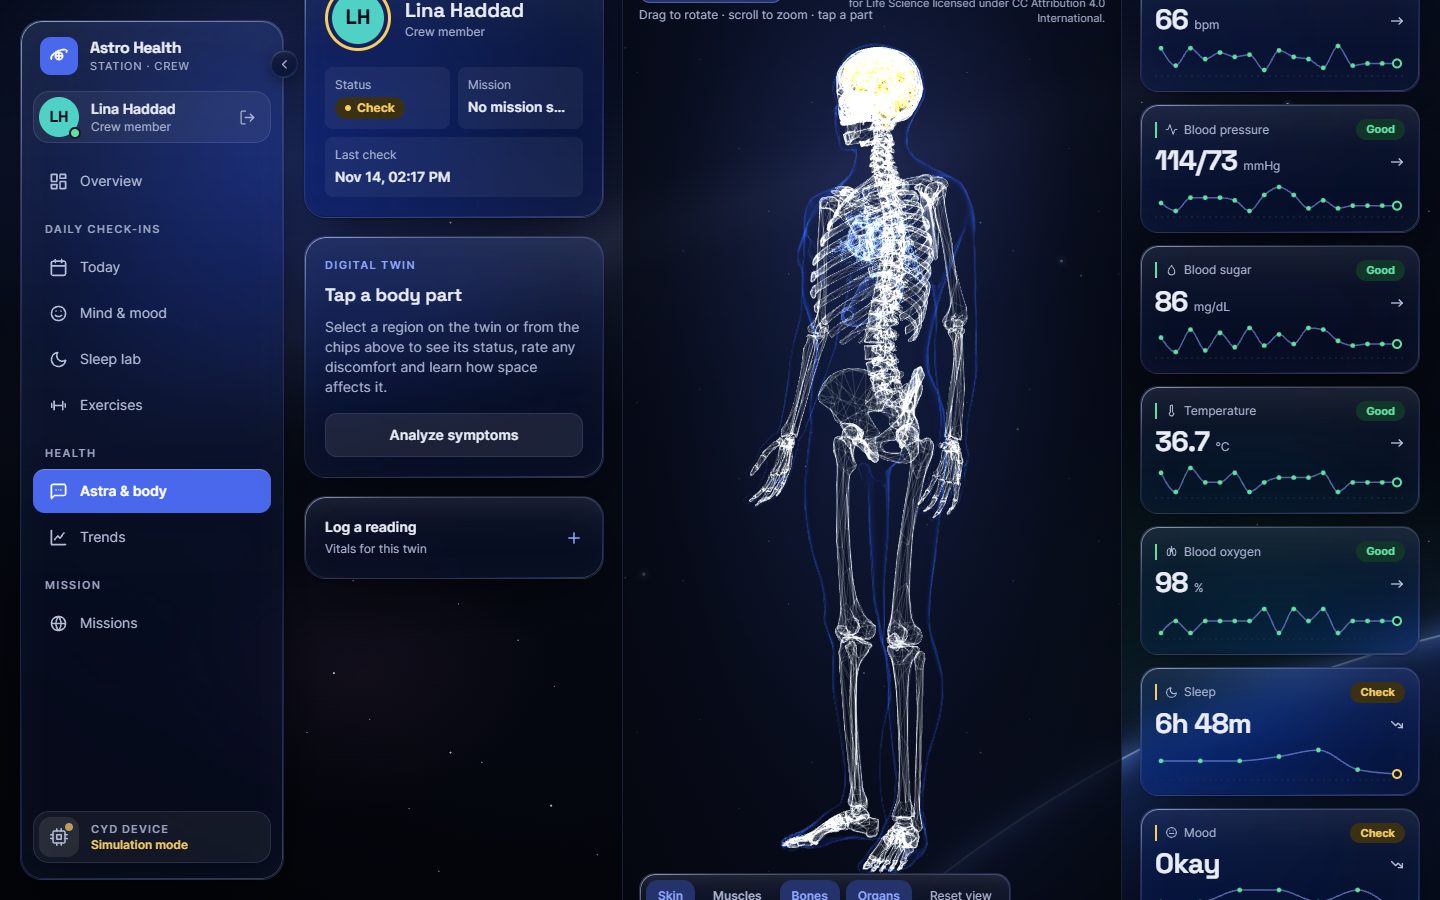 Astro Health
STATION · CREW
LH
Lina Haddad
Crew member
Overview
DAILY CHECK-INS
Today
Mind & mood
Sleep lab
Exercises
HEALTH
Astra & body
Trends
MISSION
Missions
CYD DEVICE
Simulation mode
LH
Lina Haddad
Crew member
Status
Check
Mission
No mission s...
Last check
Nov 14, 02:17 PM
DIGITAL TWIN
Tap a body part
Select a region on the twin or from the
chips above to see its status, rate any
discomfort and learn how space
affects it.
Analyze symptoms
Log a reading
Vitals for this twin
Drag to rotate · scroll to zoom · tap a part
for Life Science licensed under CC Attribution 4.0
International.
Skin
Muscles
Bones
Organs
Reset view
66 bpm
Blood pressure
Good
114/73 mmHg
Blood sugar
Good
86 mg/dL
Temperature
Good
36.7 °C
Blood oxygen
Good
98 %
Sleep
Check
6h 48m
Mood
Check
Okay